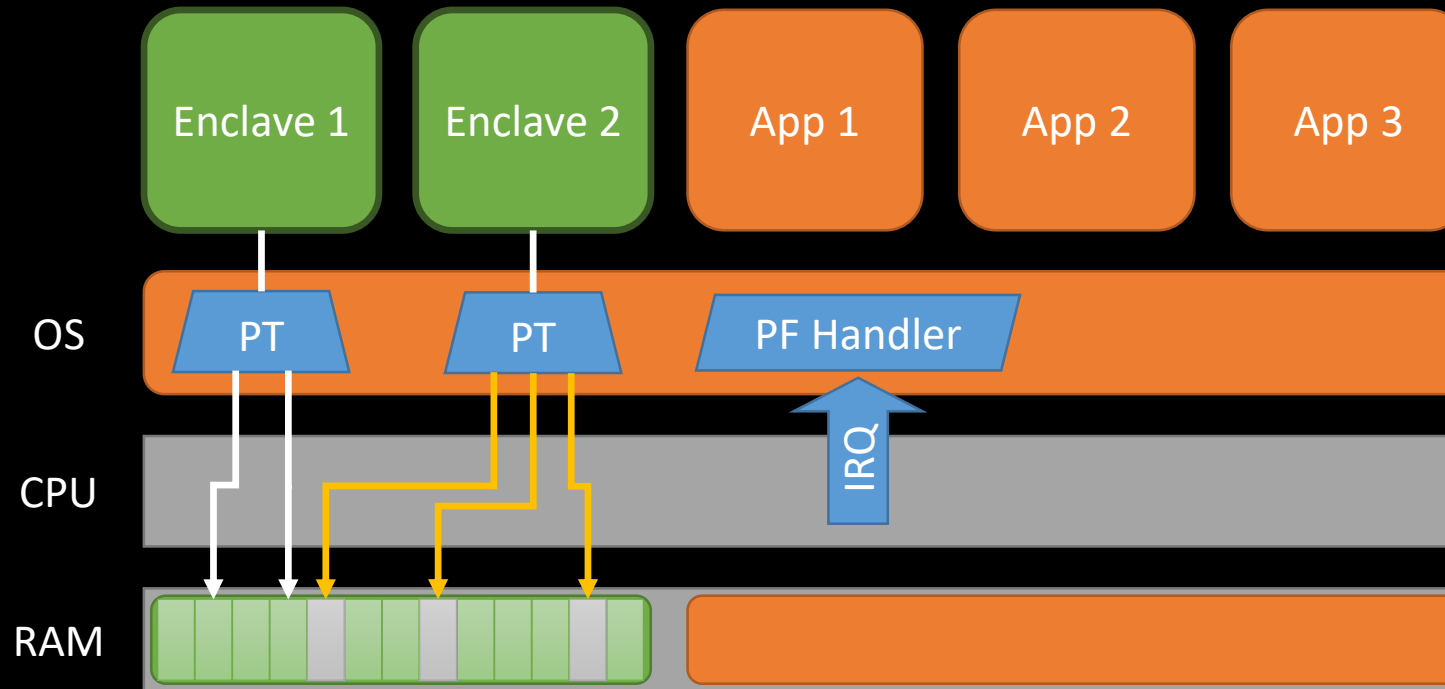 Enclave 1
Enclave 2
App 1
App 2
App 3
OS
PT
PT
PF Handler
CPU
IRQ
RAM